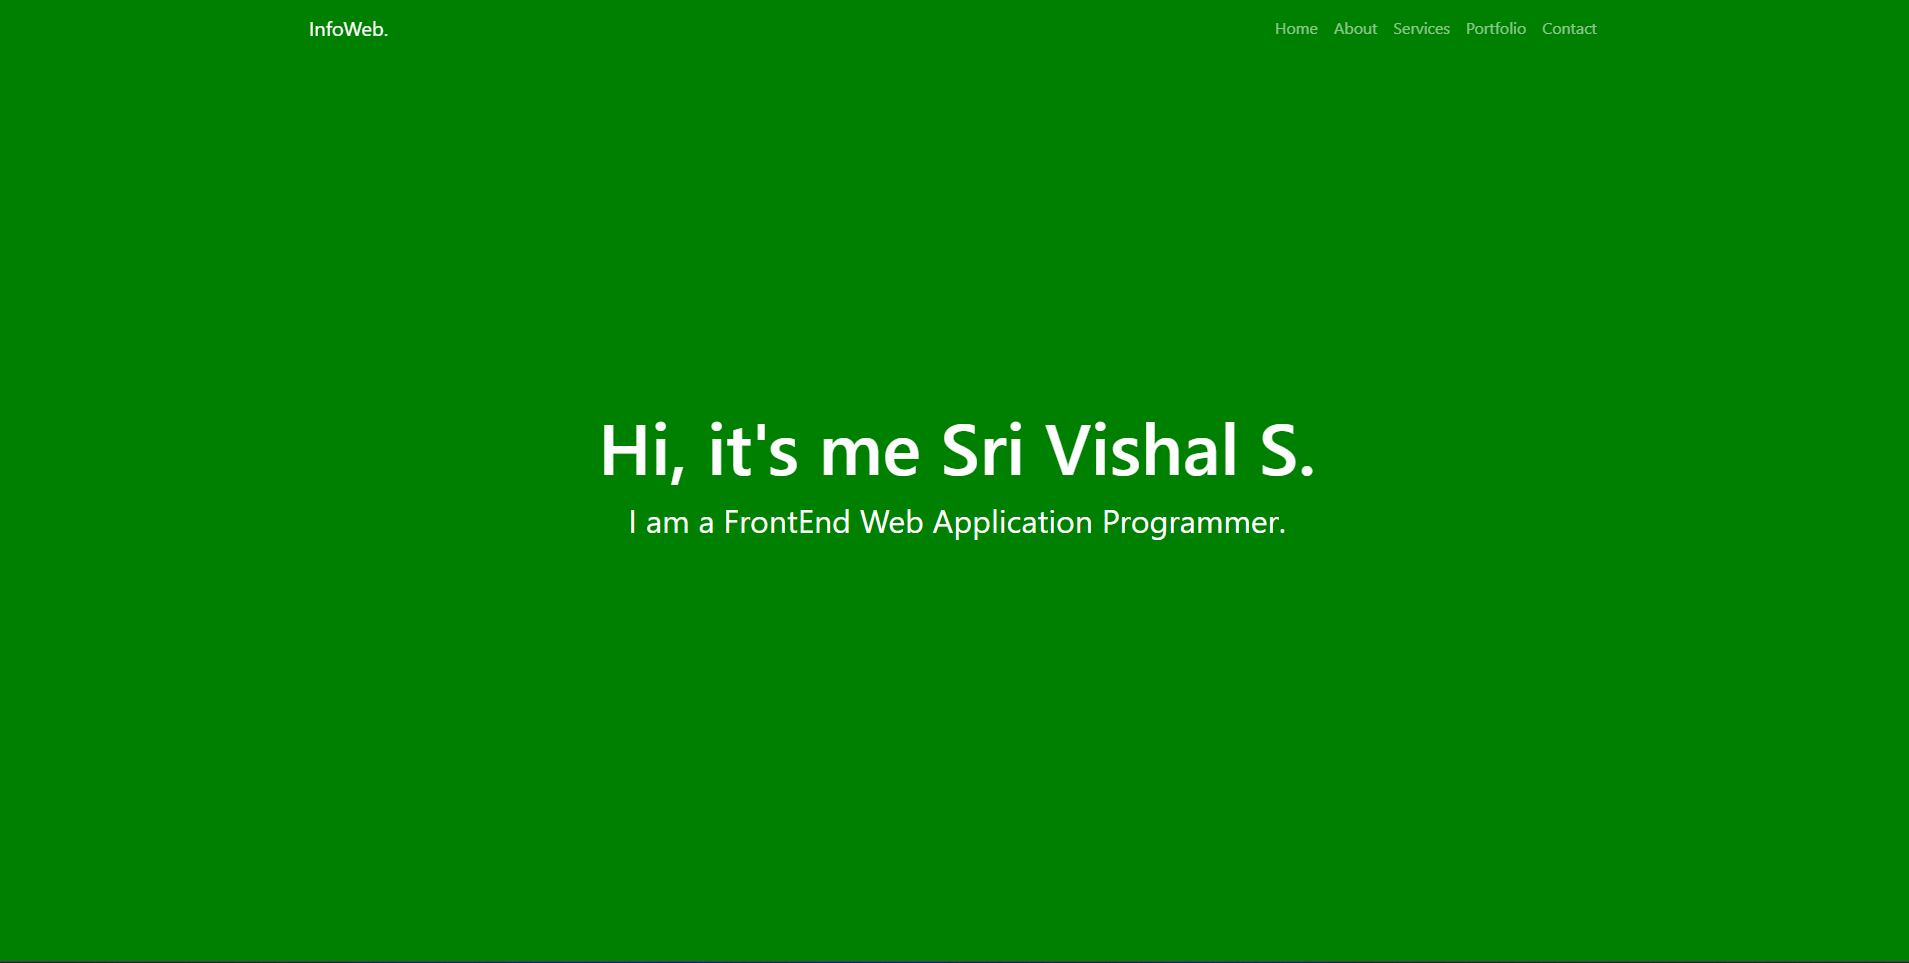 InfoWeb.
Home About Services Portfolio Contact
Hi, it's me Sri Vishal S.
I am a FrontEnd Web Application Programmer.